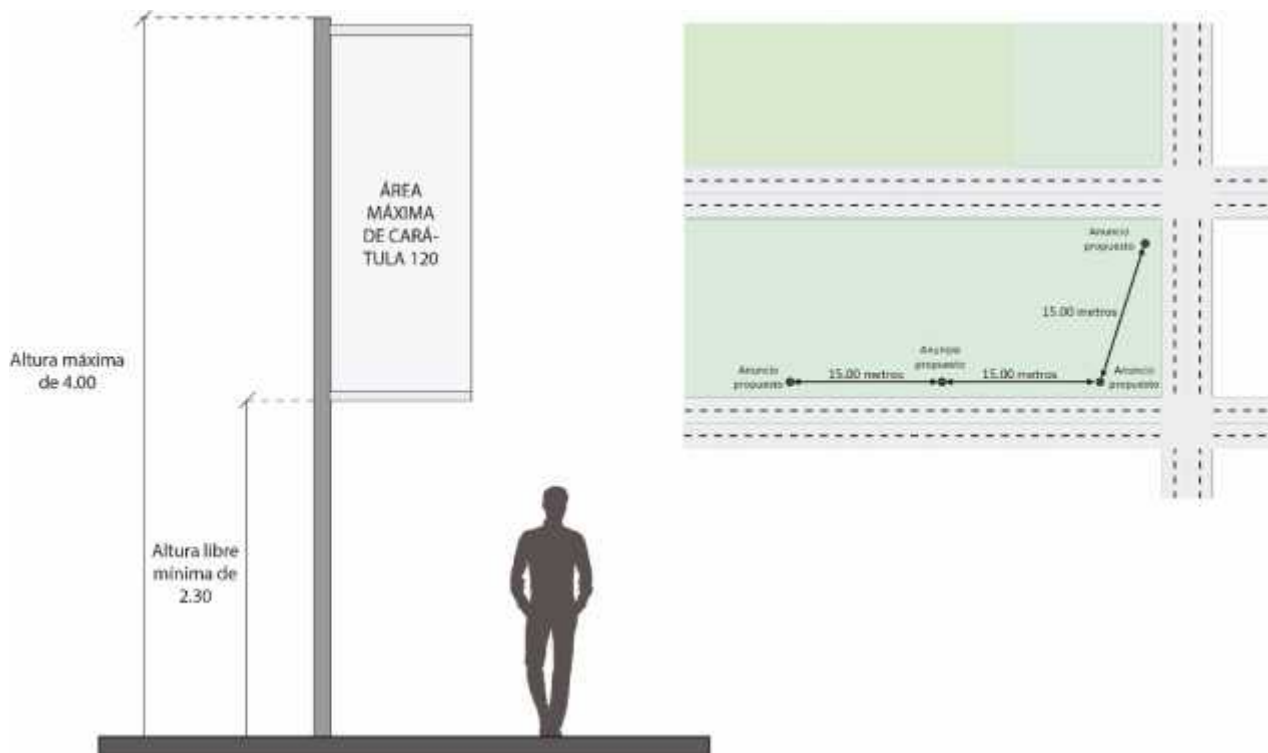 ÁREA
MÁXIMA
DE CARÁ-
TULA 120
Altura máxima
de 4.00
Altura libre
mínima de
2.30
Anuncio
propuesto
15.00 metros
Anuncio
propuesto
15.00 metros
Anuncio
propuesto
15.00 metros
Anuncio
propuesto